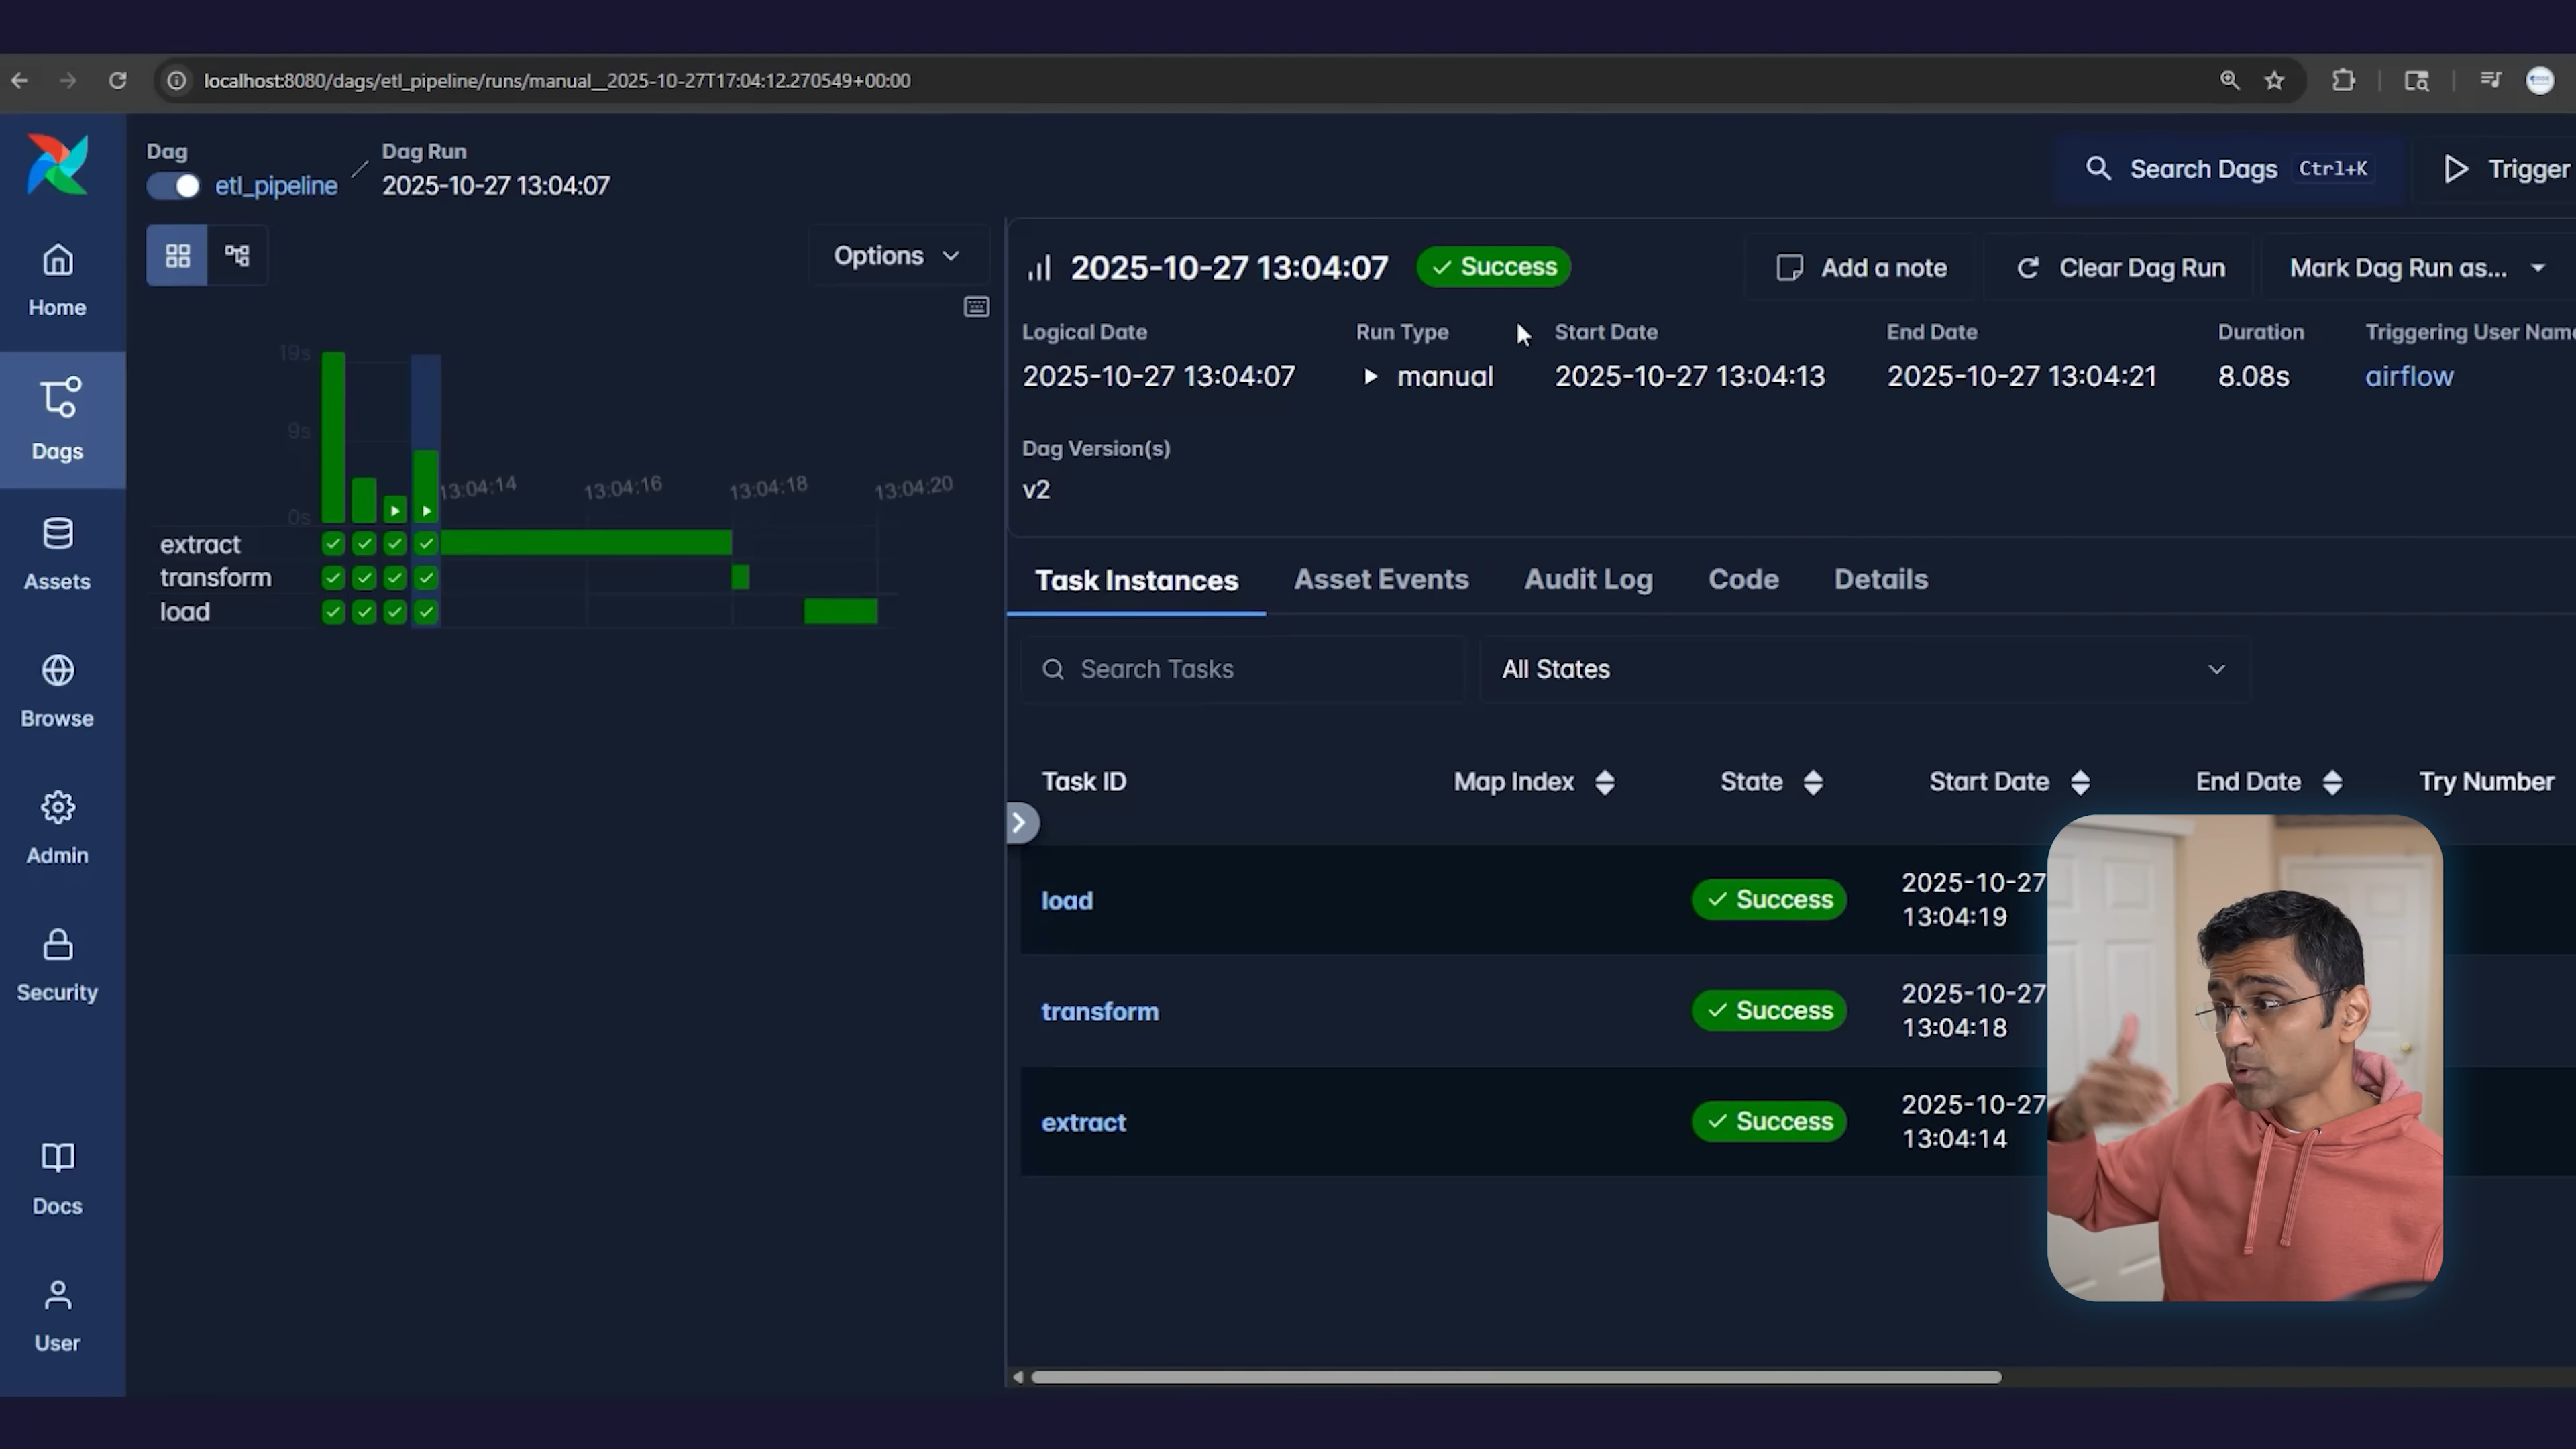 localhost:8080/dags/etl_pipeline/runs/manual__2025-10-27T17:04:12.270549+00:00
Dag
etl_pipeline
Dag Run
2025-10-27 13:04:07
Search Dags Ctrl+K
Trigger
Home
Dags
Assets
Browse
Admin
Security
Docs
User
Options
19s
9s
0s
13:04:14
13:04:16
13:04:18
13:04:20
extract
transform
load
2025-10-27 13:04:07 Success
Add a note
Clear Dag Run
Mark Dag Run as...
Logical Date Run Type Start Date End Date Duration Triggering User Name
2025-10-27 13:04:07 manual 2025-10-27 13:04:13 2025-10-27 13:04:21 8.08s airflow
Dag Version(s)
v2
Task Instances Asset Events Audit Log Code Details
Search Tasks
All States
Task ID Map Index State Start Date End Date Try Number
load Success 2025-10-27
13:04:19
transform Success 2025-10-27
13:04:18
extract Success 2025-10-27
13:04:14